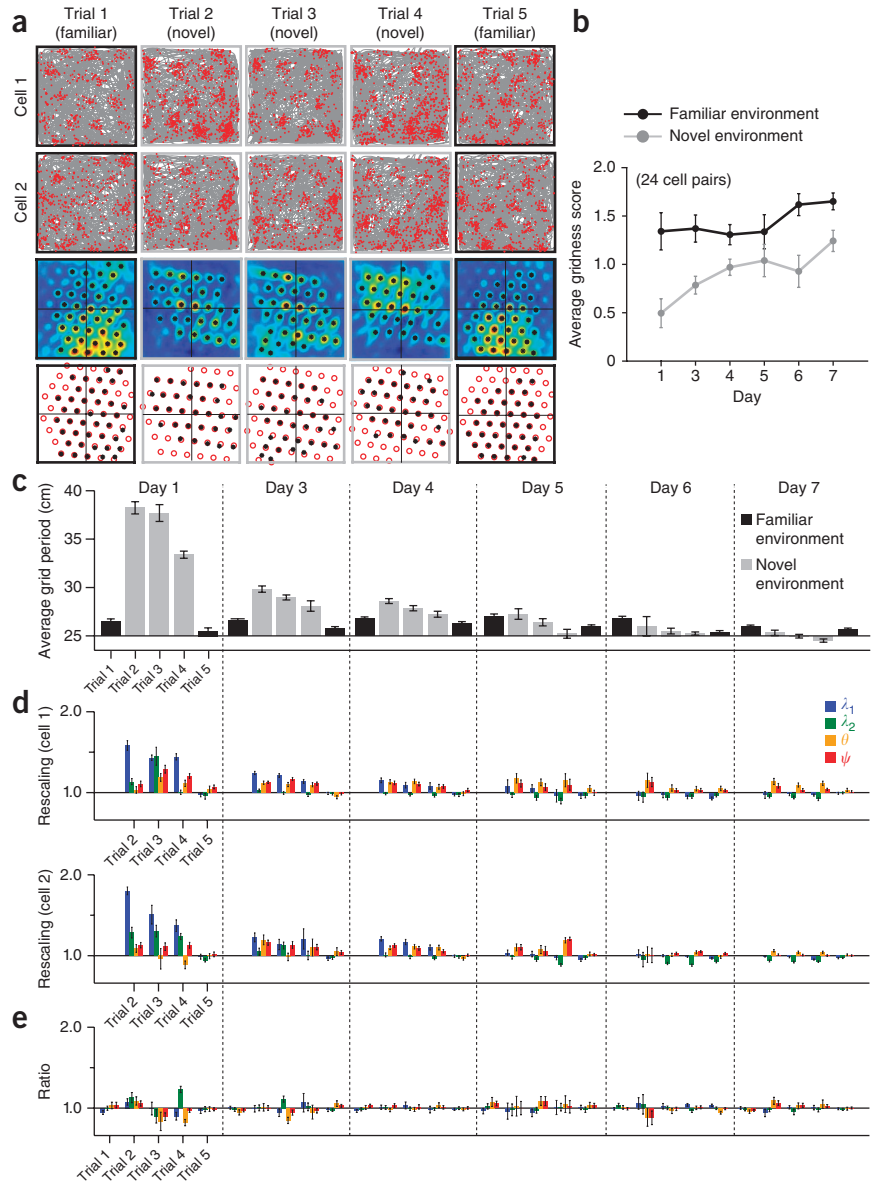 a
Trial 1 (familiar)
Trial 2 (novel)
Trial 3 (novel)
Trial 4 (novel)
Trial 5 (familiar)
Cell 1
Cell 2
b
Familiar environment
Novel environment
(24 cell pairs)
Average gridness score
2.0
1.5
1.0
0.5
0
1 3 4 5 6 7
Day
c
Average grid period (cm)
40
35
30
25
Day 1
Day 3
Day 4
Day 5
Day 6
Day 7
Familiar environment
Novel environment
Trial 1
Trial 2
Trial 3
Trial 4
Trial 5
d
Rescaling (cell 1)
2.0
1.0
λ1
λ2
θ
ψ
Trial 2
Trial 3
Trial 4
Trial 5
Rescaling (cell 2)
2.0
1.0
Trial 2
Trial 3
Trial 4
Trial 5
e
Ratio
2.0
1.0
Trial 1
Trial 2
Trial 3
Trial 4
Trial 5